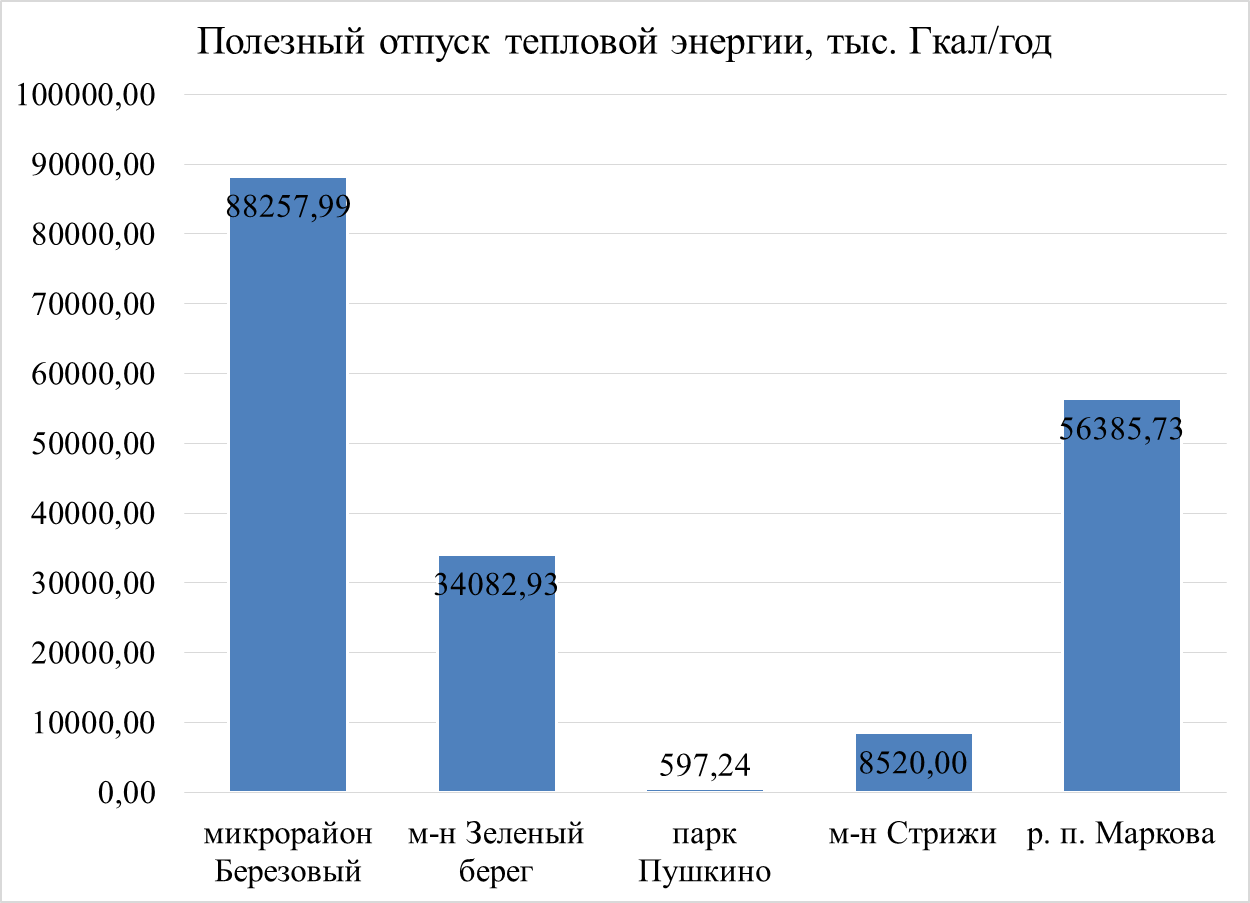 Полезный отпуск тепловой энергии, тыс. Гкал/год
100000,00
90000,00
80000,00
70000,00
60000,00
50000,00
40000,00
30000,00
20000,00
10000,00
0,00
88257,99
34082,93
597,24
8520,00
56385,73
микрорайон
Березовый
м-н Зеленый
берег
парк
Пушкино
м-н Стрижи
р. п. Маркова